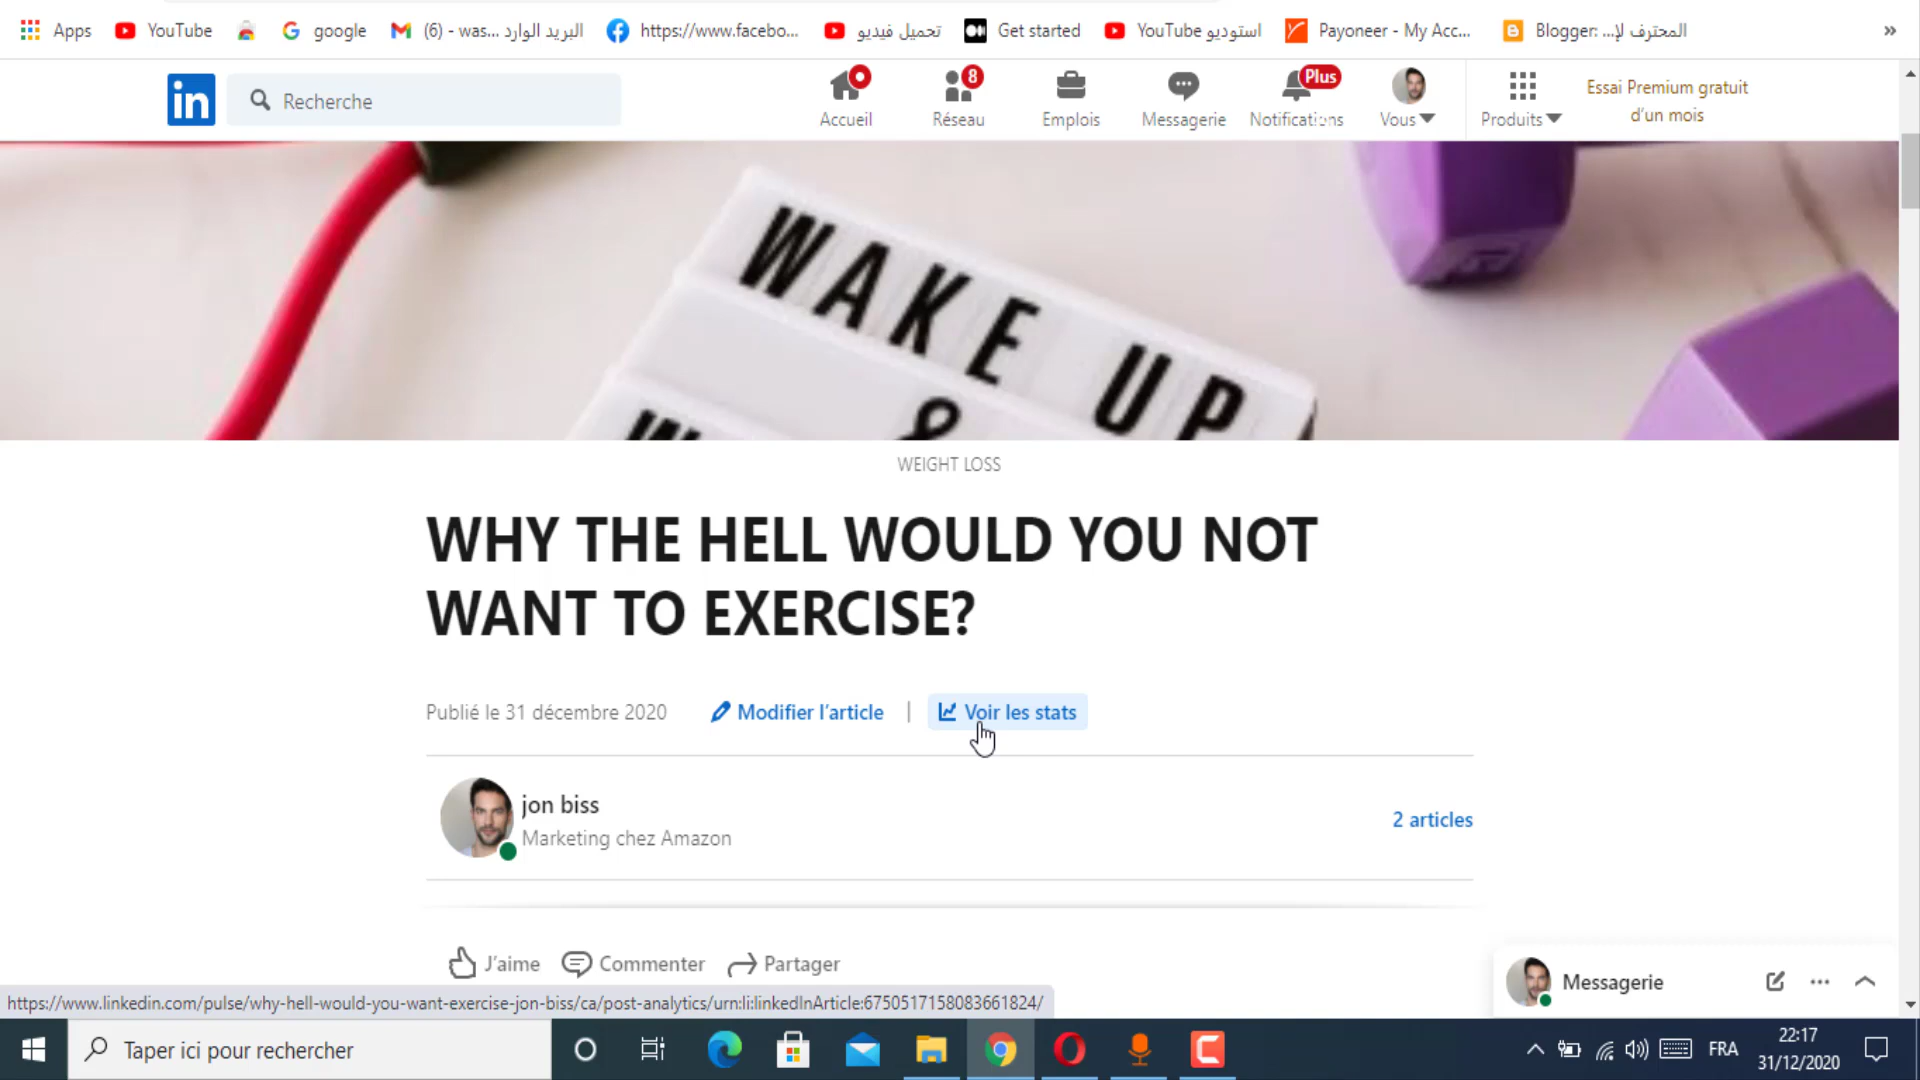 Apps
YouTube
google
البريد الوارد (6) - was...
https://www.facebo...
تحميل فيديو
Get started
استوديو YouTube
Payoneer - My Acc...
Blogger: ...المحترف لإ
»
in
Recherche
Accueil
8
Réseau
Emplois
Messagerie
Plus
Notifications
Vous
Produits
Essai Premium gratuit
d'un mois
WAKE UP
&
WEIGHT LOSS
WHY THE HELL WOULD YOU NOT
WANT TO EXERCISE?
Publié le 31 décembre 2020
Modifier l'article
|
Voir les stats
jon biss
Marketing chez Amazon
2 articles
J'aime
Commenter
Partager
Messagerie
https://www.linkedin.com/pulse/why-hell-would-you-want-exercise-jon-biss/ca/post-analytics/urn:li:linkedInArticle:6750517158083661824/
Taper ici pour rechercher
FRA
22:17
31/12/2020